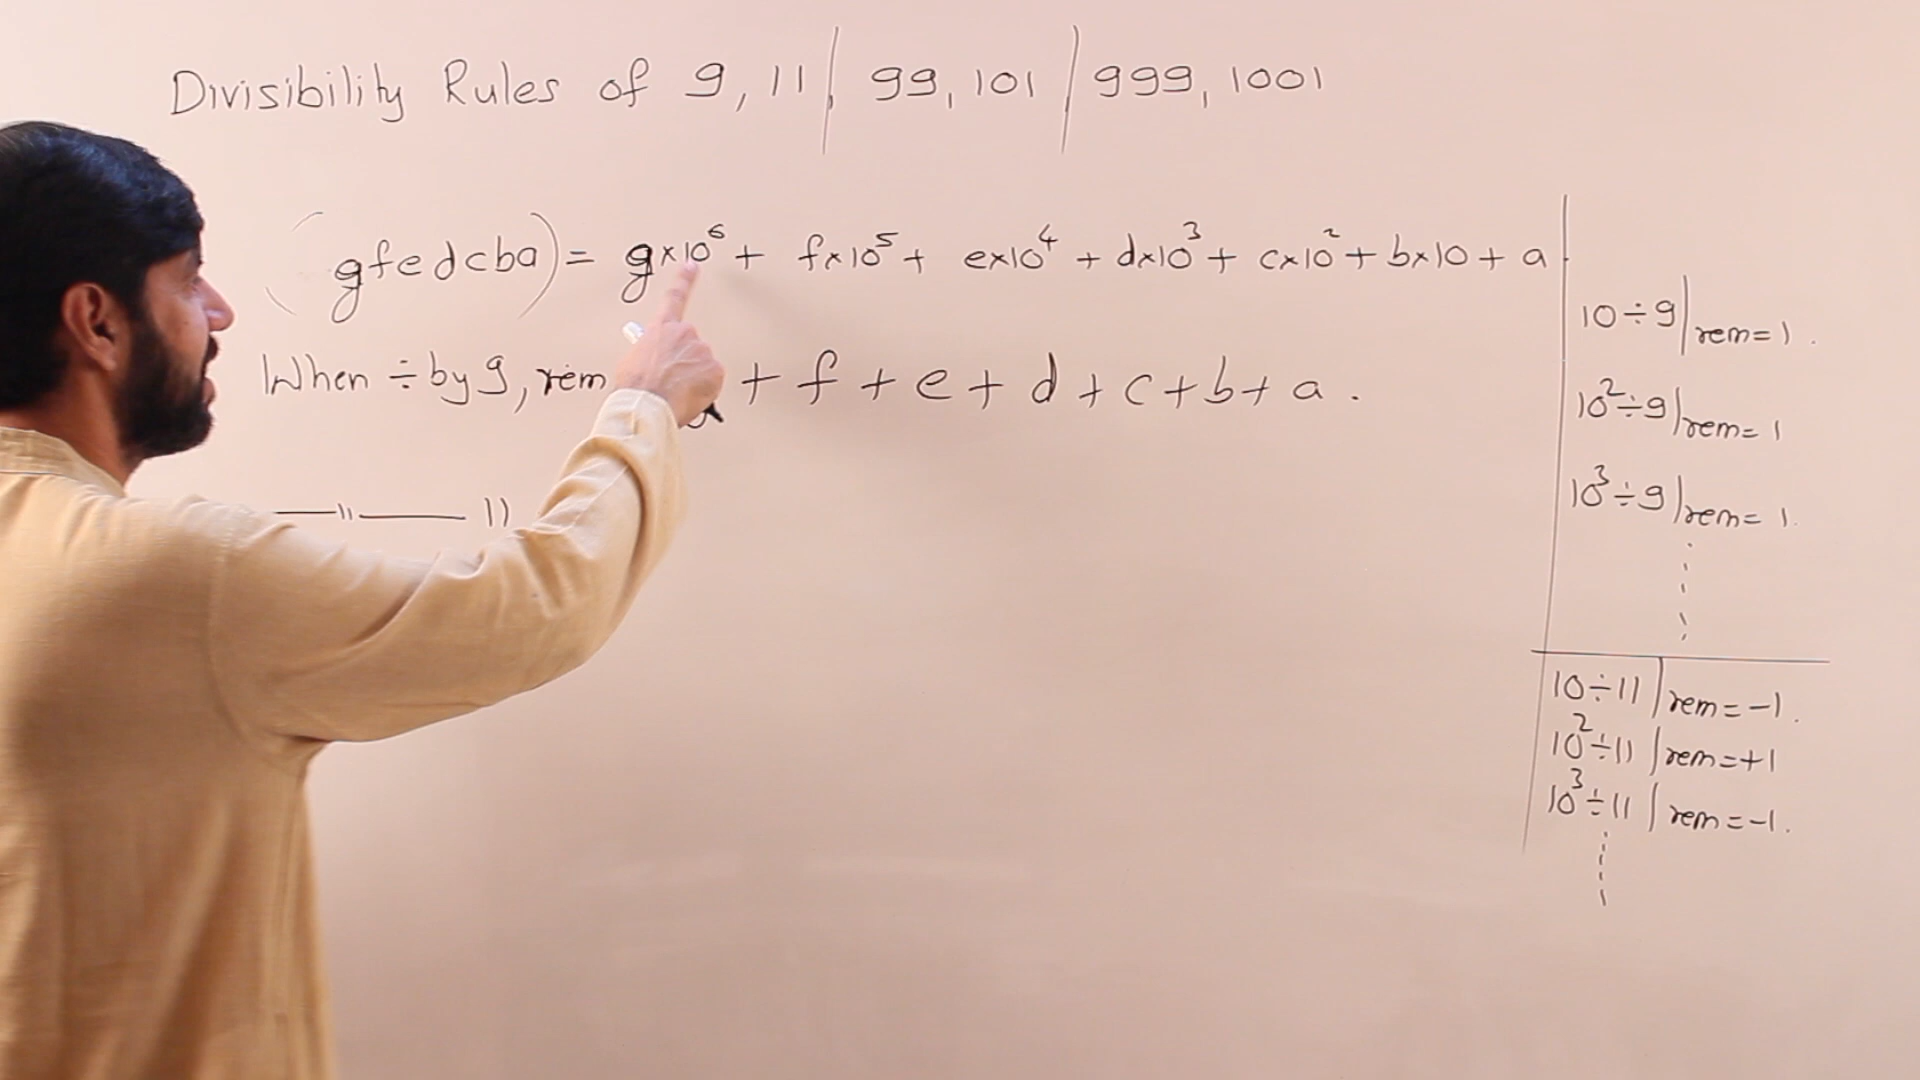 Divisibility Rules of 9, 11 | 99, 101 | 999, 1001
(gfedcba) = g×10⁶ + f×10⁵ + e×10⁴ + d×10³ + c×10² + b×10 + a
When ÷ by 9, rem + f + e + d + c + b + a .
——〃—— 11
10÷9| rem=1 .
10²÷9| rem=1
10³÷9| rem=1.
10÷11| rem=-1.
10²÷11| rem=+1
10³÷11| rem=-1.